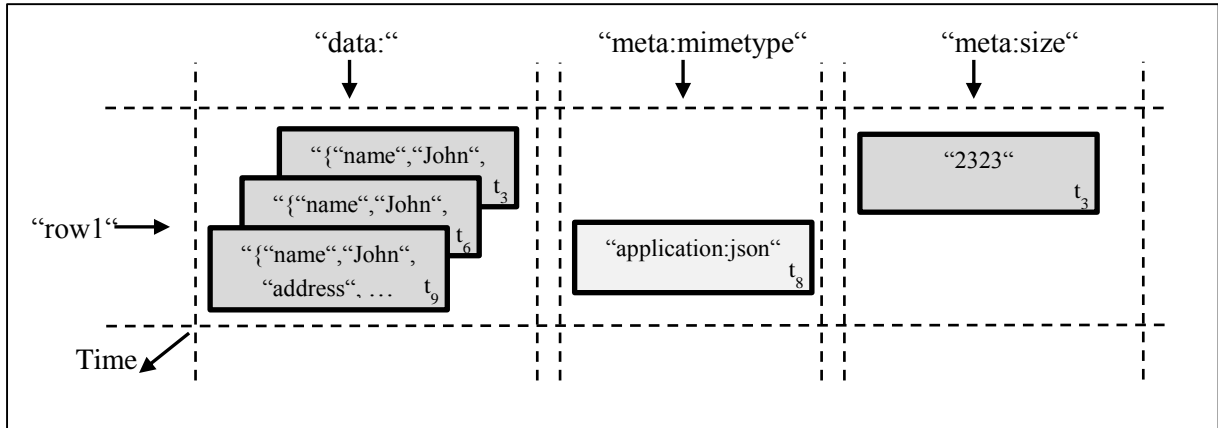 “data:“
“meta:mimetype“
“meta:size“
“{“name“,“John“,
t3
“{“name“,“John“,
t6
“{“name“,“John“,
“address“, …
t9
“row1“
“application:json“
t8
“2323“
t3
Time